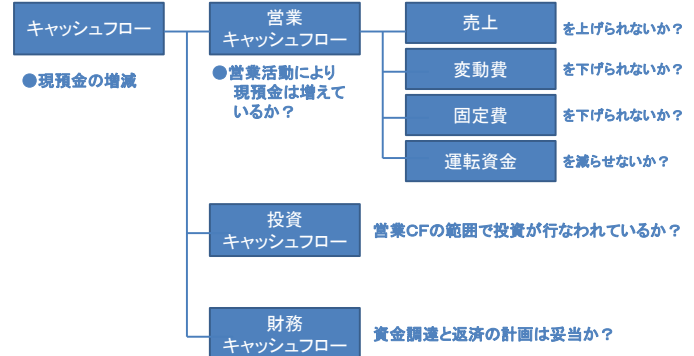 キャッシュフロー
●現預金の増減
営業
キャッシュフロー
●営業活動により
現預金は増えて
いるか？
売上
を上げられないか？
変動費
を下げられないか？
固定費
を下げられないか？
運転資金
を減らせないか？
投資
キャッシュフロー
営業CFの範囲で投資が行なわれているか？
財務
キャッシュフロー
資金調達と返済の計画は妥当か？